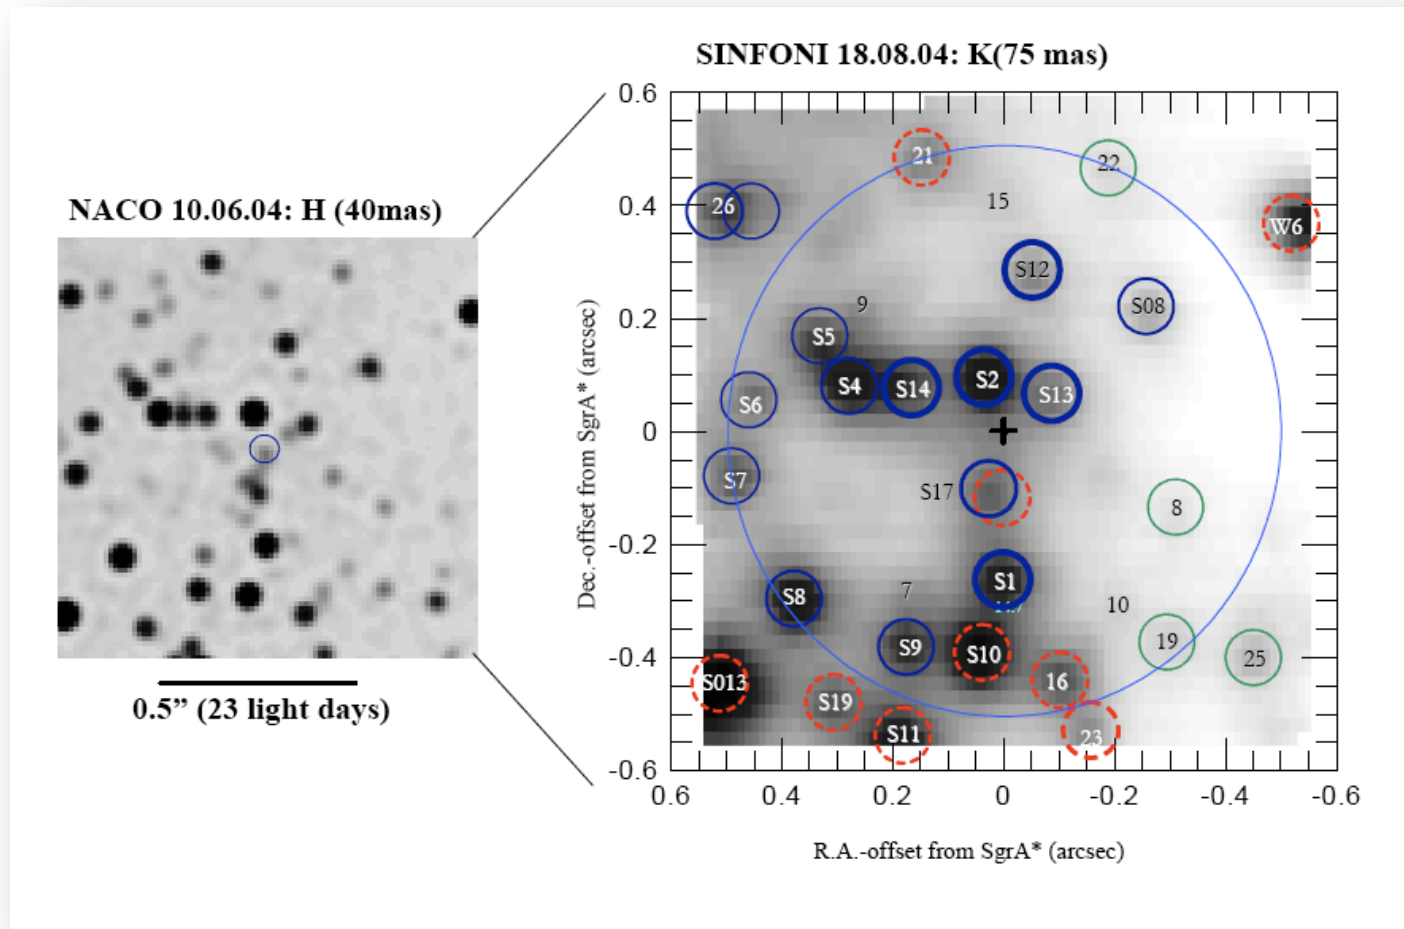 SINFONI 18.08.04: K(75 mas)
NACO 10.06.04: H (40mas)
0.5” (23 light days)
Dec.-offset from SgrA* (arcsec)
0.6
0.4
0.2
0
-0.2
-0.4
-0.6
21
22
15
26
W6
S12
S08
9
S5
S4
S14
S2
S13
S6
S7
S17
8
S8
7
S1
10
S9
S10
19
25
S013
S19
16
S11
23
0.6 0.4 0.2 0 -0.2 -0.4 -0.6
R.A.-offset from SgrA* (arcsec)